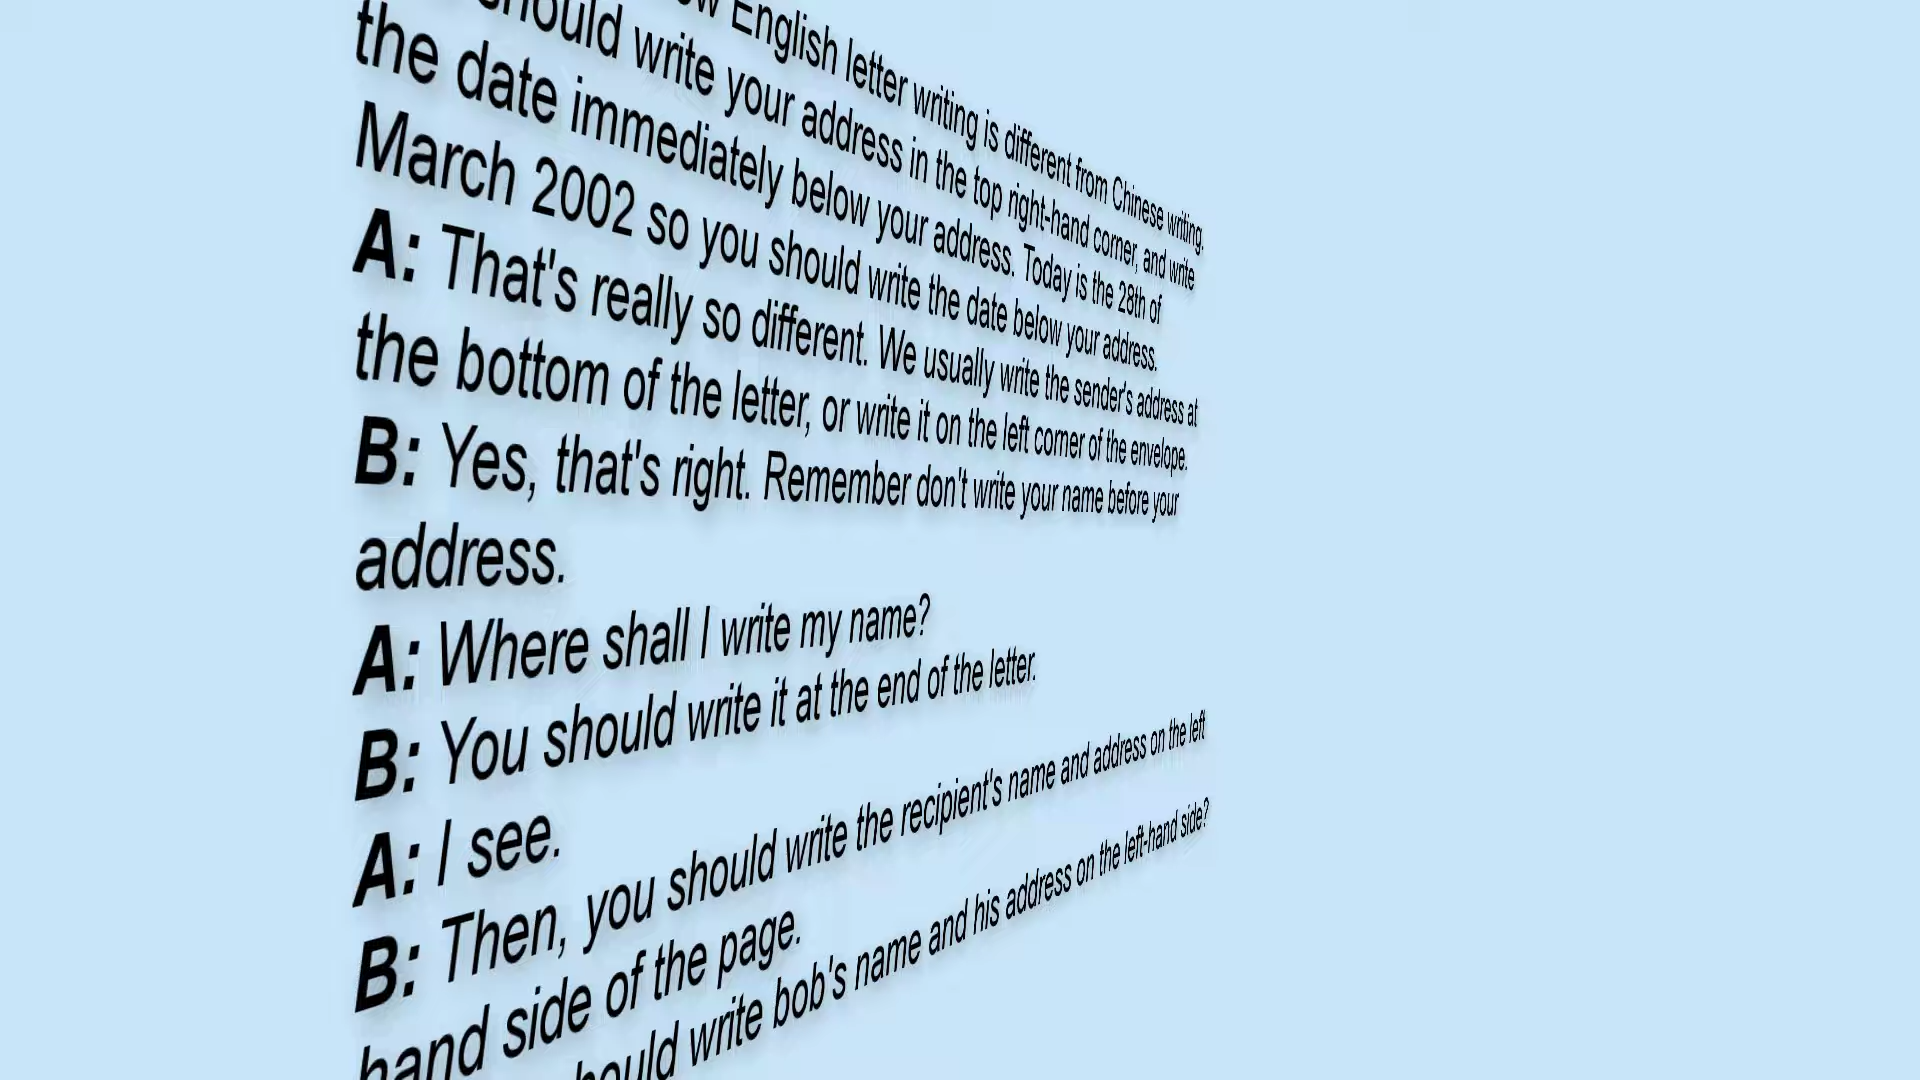 English letter writing is different from Chinese writing.
should write your address in the top right-hand corner, and write
the date immediately below your address. Today is the 28th of
March 2002 so you should write the date below your address.
A: That's really so different. We usually write the sender's address at
the bottom of the letter, or write it on the left corner of the envelope.
B: Yes, that's right. Remember don't write your name before your
address.
A: Where shall I write my name?
B: You should write it at the end of the letter.
A: I see.
B: Then, you should write the recipient's name and address on the left
hand side of the page.
should write bob's name and his address on the left-hand side?